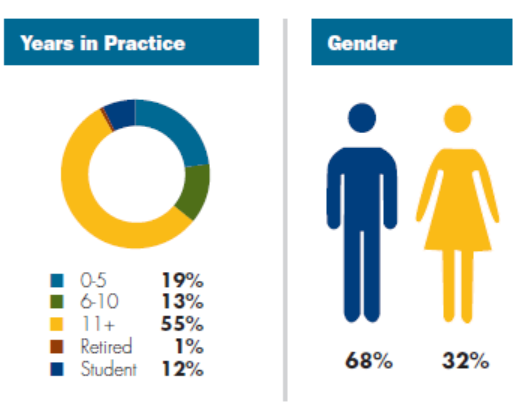 Years in Practice
0-5 19%
6-10 13%
11+ 55%
Retired 1%
Student 12%
Gender
68% 32%